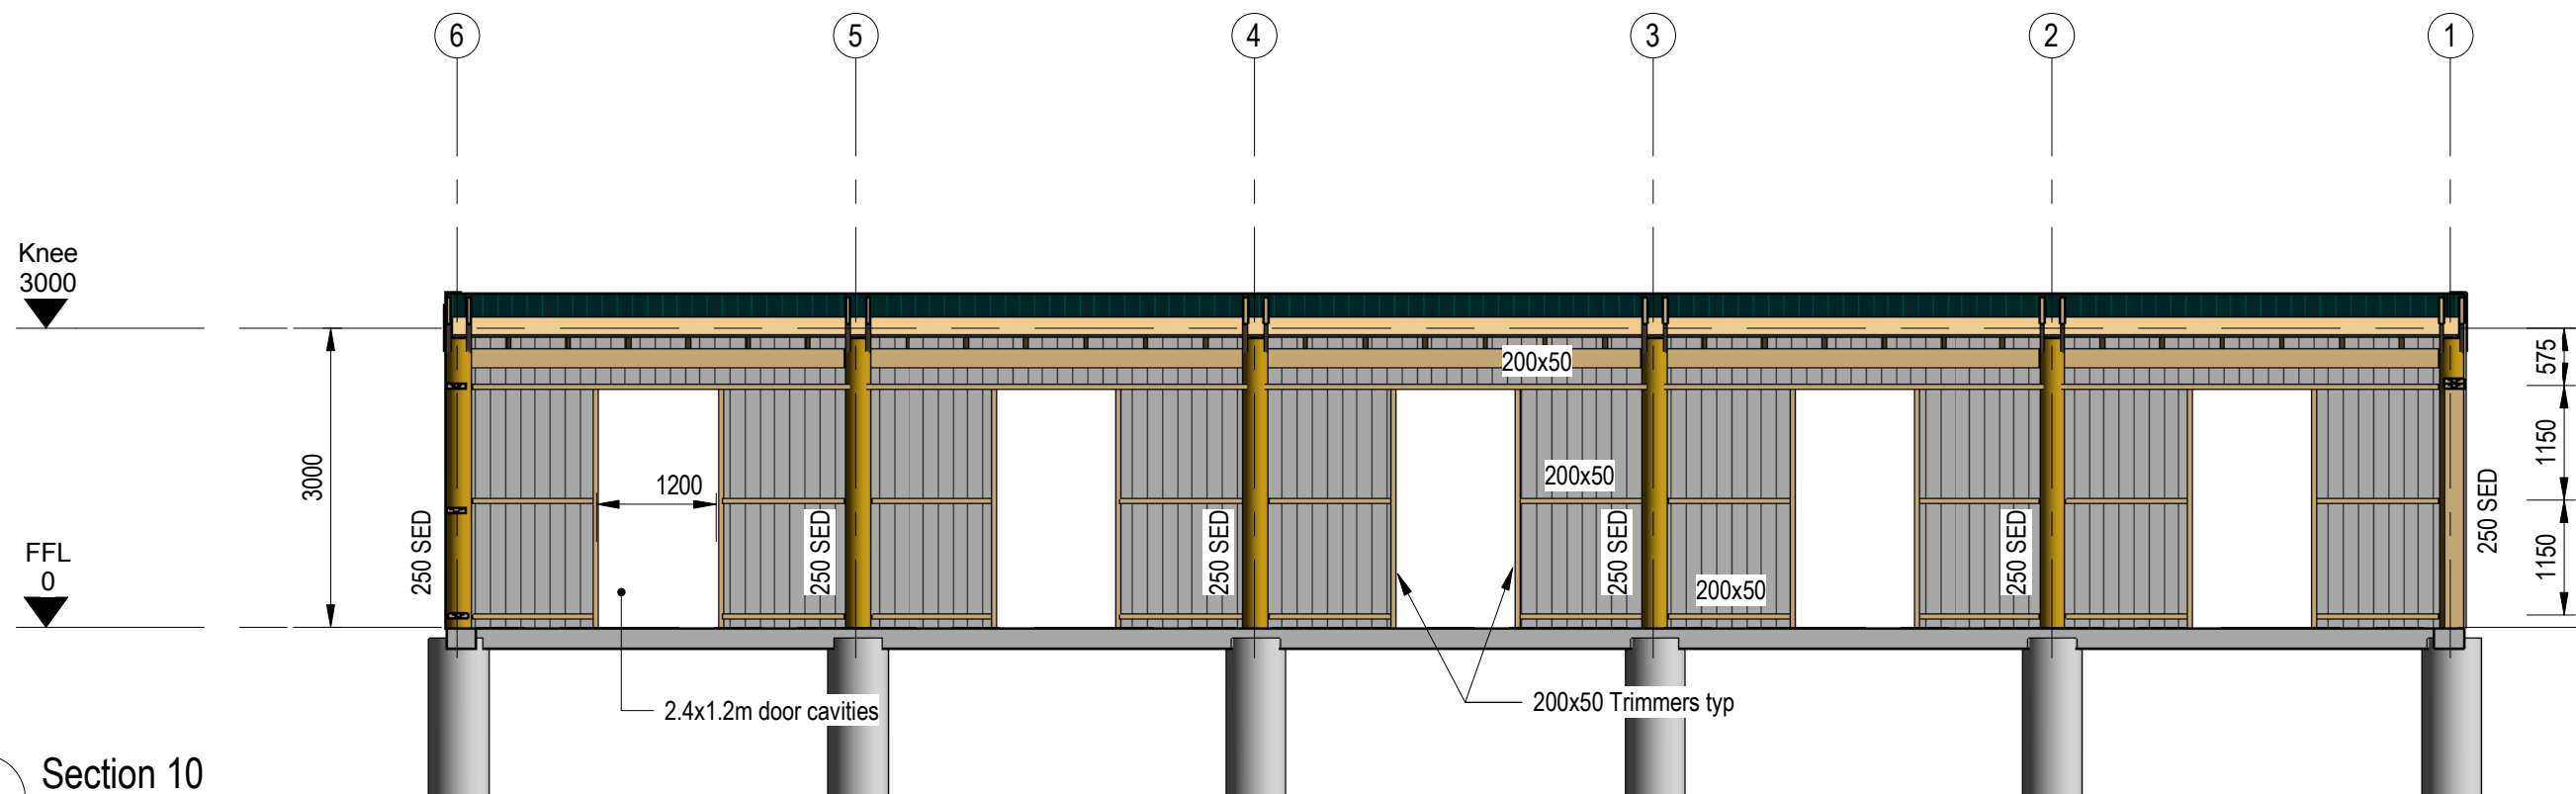 6
5
4
3
2
1
Knee
3000
200x50
575
3000
1200
200x50
1150
FFL
0
250 SED
250 SED
250 SED
250 SED
250 SED
250 SED
200x50
1150
2.4x1.2m door cavities
200x50 Trimmers typ
Section 10